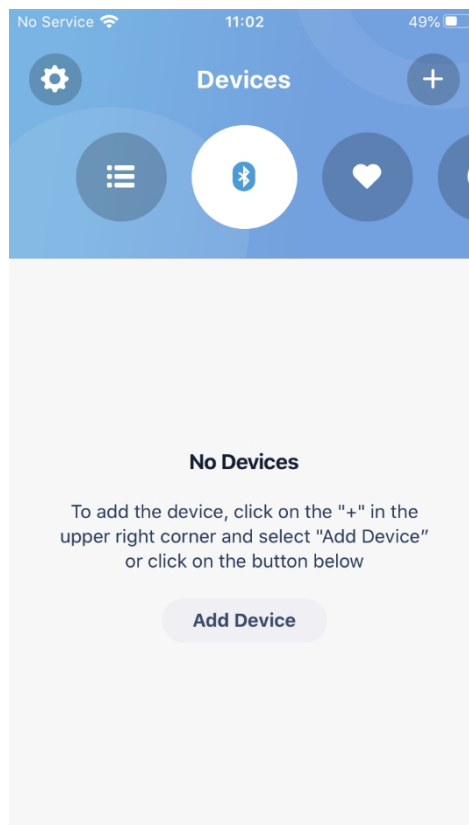 No Service 11:02 49%
Devices
No Devices
To add the device, click on the "+" in the
upper right corner and select "Add Device”
or click on the button below
Add Device